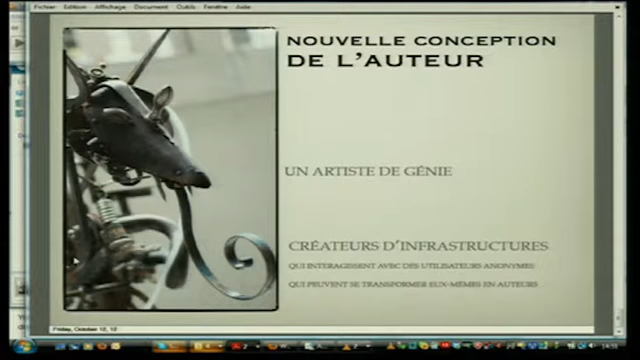 Fichier Edition Affichage Document Outils Fenêtre Aide
NOUVELLE CONCEPTION
DE L'AUTEUR
UN ARTISTE DE GÉNIE
CRÉATEURS D'INFRASTRUCTURES
QUI INTERAGISSENT AVEC DES UTILISATEURS ANONYMES
QUI PEUVENT SE TRANSFORMER EUX-MÊMES EN AUTEURS
Friday, October 12, 12